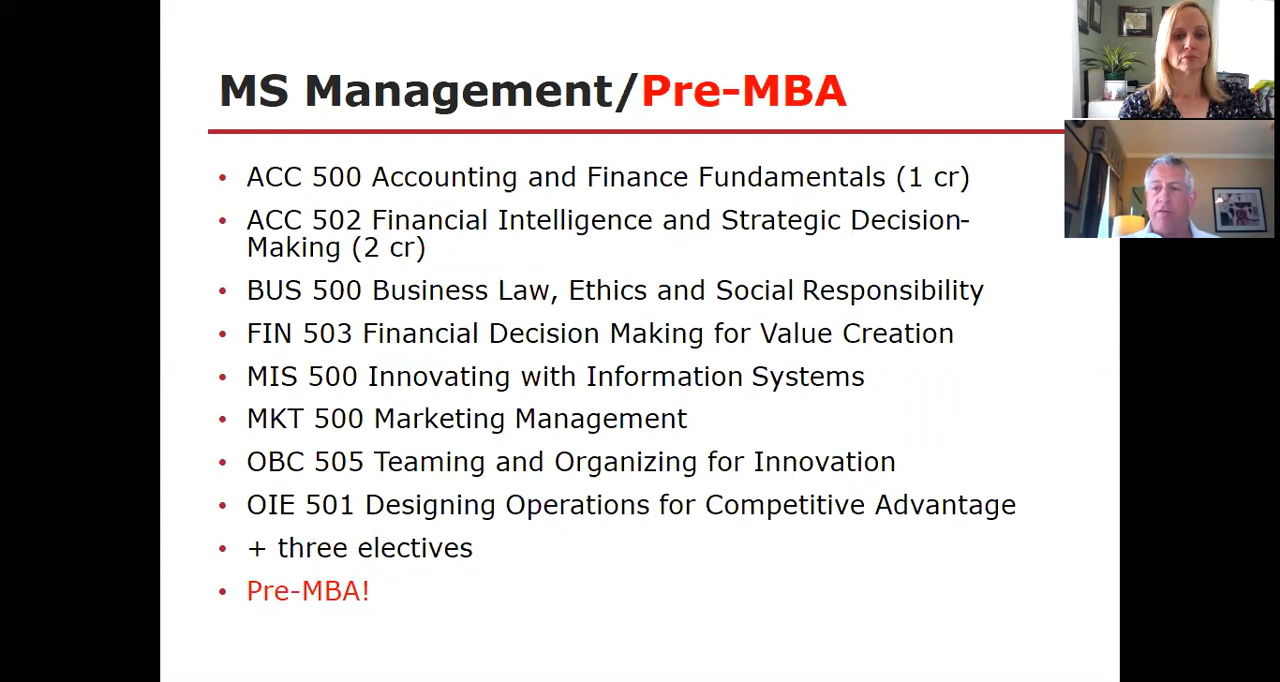 MS Management/Pre-MBA
• ACC 500 Accounting and Finance Fundamentals (1 cr)
• ACC 502 Financial Intelligence and Strategic Decision-
Making (2 cr)
• BUS 500 Business Law, Ethics and Social Responsibility
• FIN 503 Financial Decision Making for Value Creation
• MIS 500 Innovating with Information Systems
• MKT 500 Marketing Management
• OBC 505 Teaming and Organizing for Innovation
• OIE 501 Designing Operations for Competitive Advantage
• + three electives
• Pre-MBA!